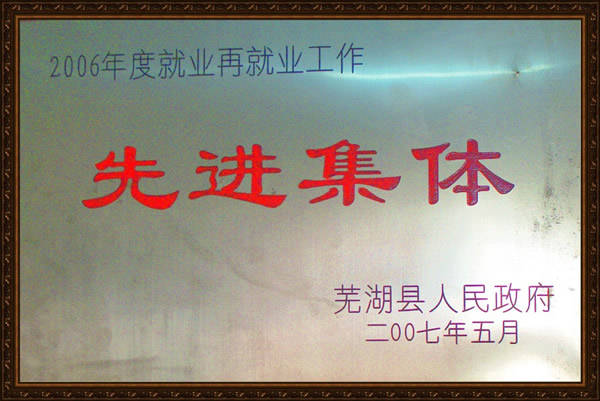 2006年度就业再就业工作
先进集体
芜湖县人民政府
二00七年五月